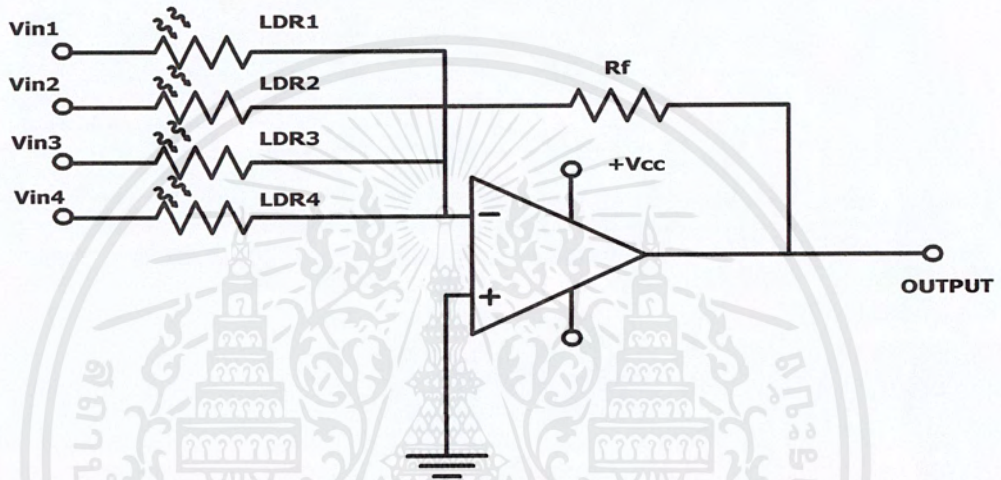 Vin1
LDR1
Vin2
LDR2
Rf
Vin3
LDR3
+Vcc
Vin4
LDR4
−
+
OUTPUT